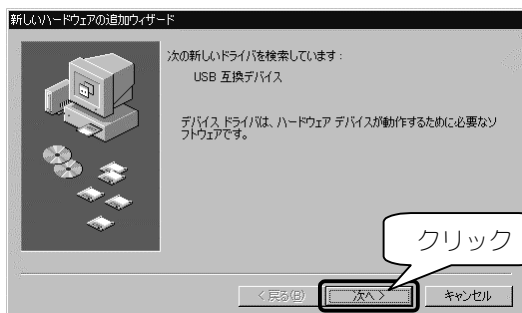 新しいハードウェアの追加ウィザード
次の新しいドライバを検索しています:
USB 互換デバイス
デバイス ドライバは、ハードウェア デバイスが動作するために必要なソ
フトウェアです。
クリック
< 戻る(B)
次へ >
キャンセル